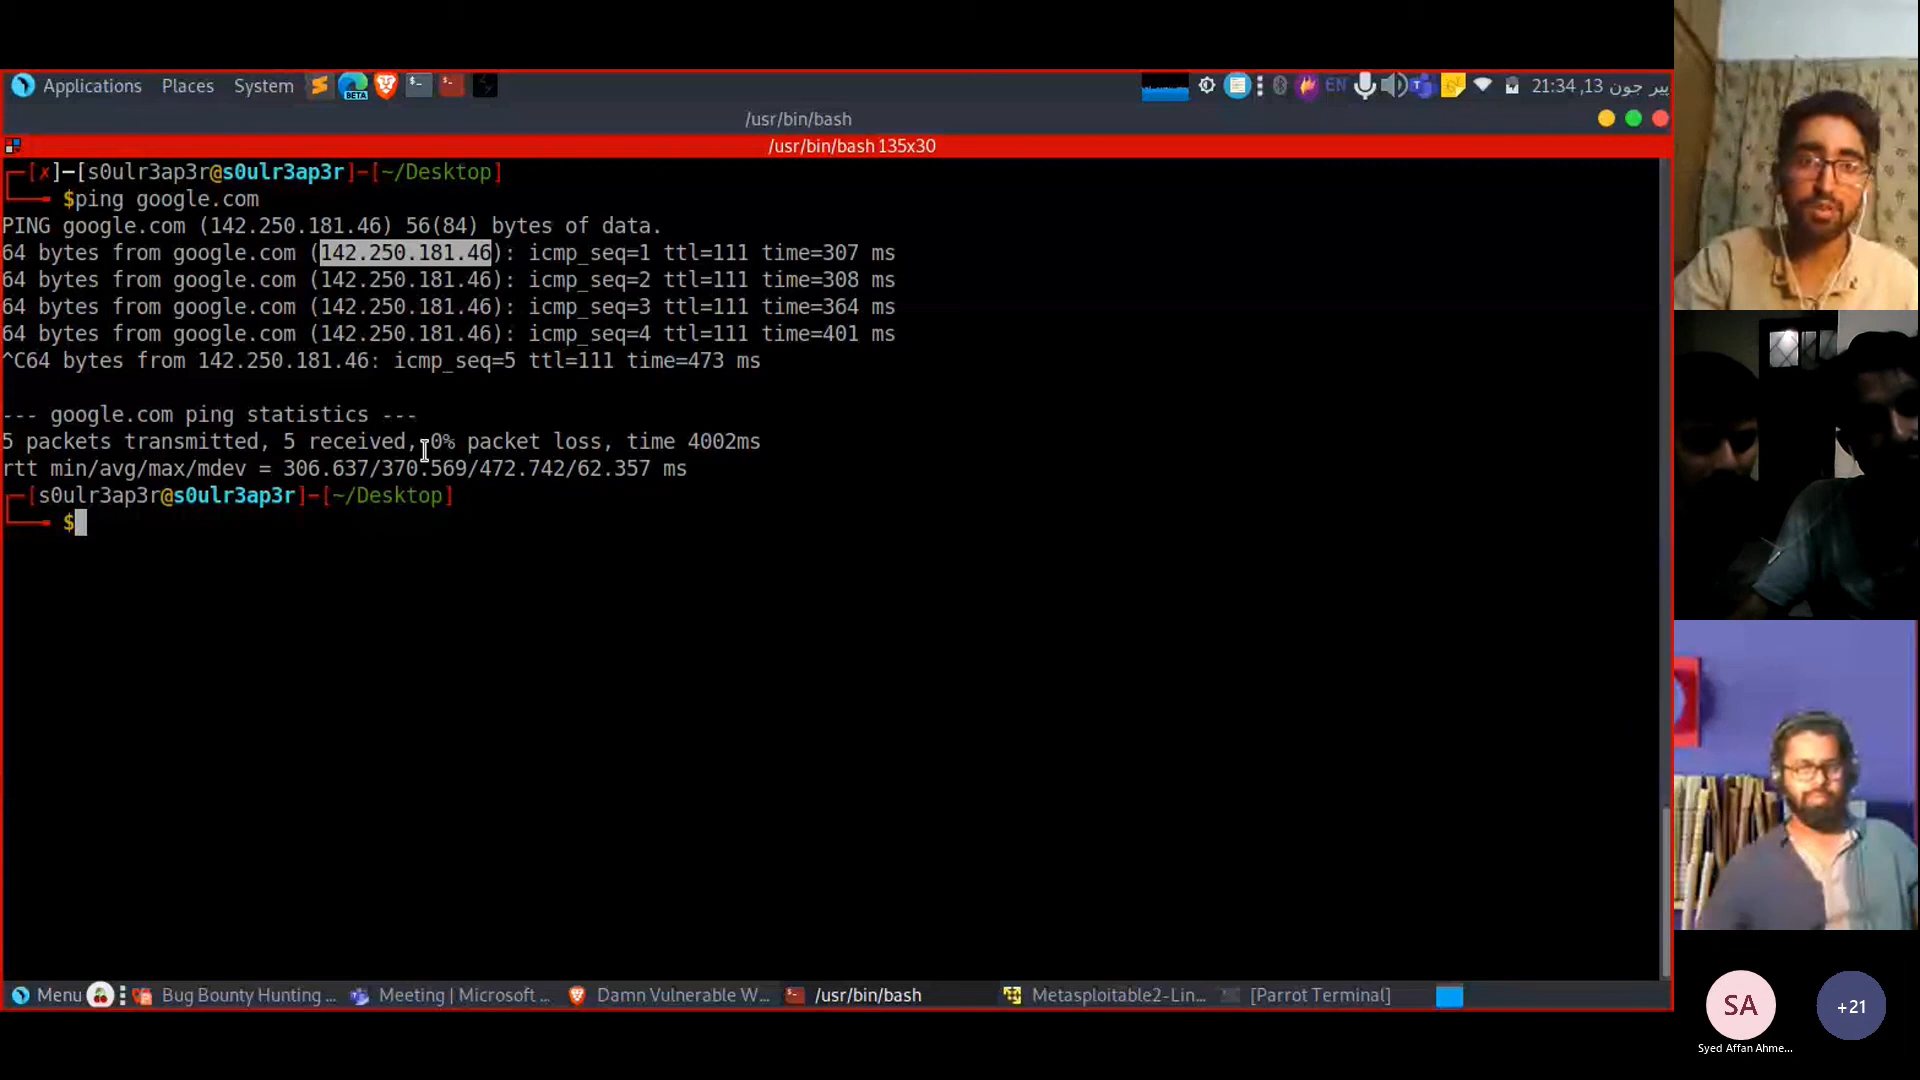 Applications Places System
BETA
EN
21:34 ,13 پیر جون
/usr/bin/bash
/usr/bin/bash 135x30
[✗]─[s0ulr3ap3r@s0ulr3ap3r]─[~/Desktop]
$ping google.com
PING google.com (142.250.181.46) 56(84) bytes of data.
64 bytes from google.com (142.250.181.46): icmp_seq=1 ttl=111 time=307 ms
64 bytes from google.com (142.250.181.46): icmp_seq=2 ttl=111 time=308 ms
64 bytes from google.com (142.250.181.46): icmp_seq=3 ttl=111 time=364 ms
64 bytes from google.com (142.250.181.46): icmp_seq=4 ttl=111 time=401 ms
^C64 bytes from 142.250.181.46: icmp_seq=5 ttl=111 time=473 ms
--- google.com ping statistics ---
5 packets transmitted, 5 received, 0% packet loss, time 4002ms
rtt min/avg/max/mdev = 306.637/370.569/472.742/62.357 ms
[s0ulr3ap3r@s0ulr3ap3r]─[~/Desktop]
$
Menu Bug Bounty Hunting ... Meeting | Microsoft ... Damn Vulnerable W... /usr/bin/bash Metasploitable2-Lin... [Parrot Terminal]
SA
+21
Syed Affan Ahme...